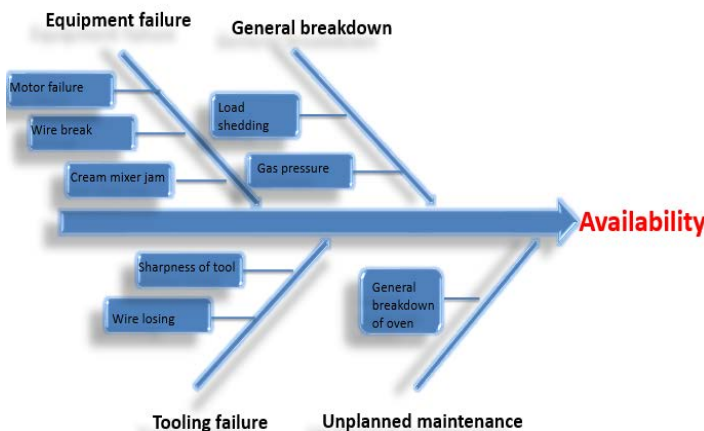 Equipment failure
General breakdown
Motor failure
Wire break
Cream mixer jam
Load
shedding
Gas pressure
Availability
Sharpness of tool
Wire losing
General
breakdown
of oven
Tooling failure
Unplanned maintenance